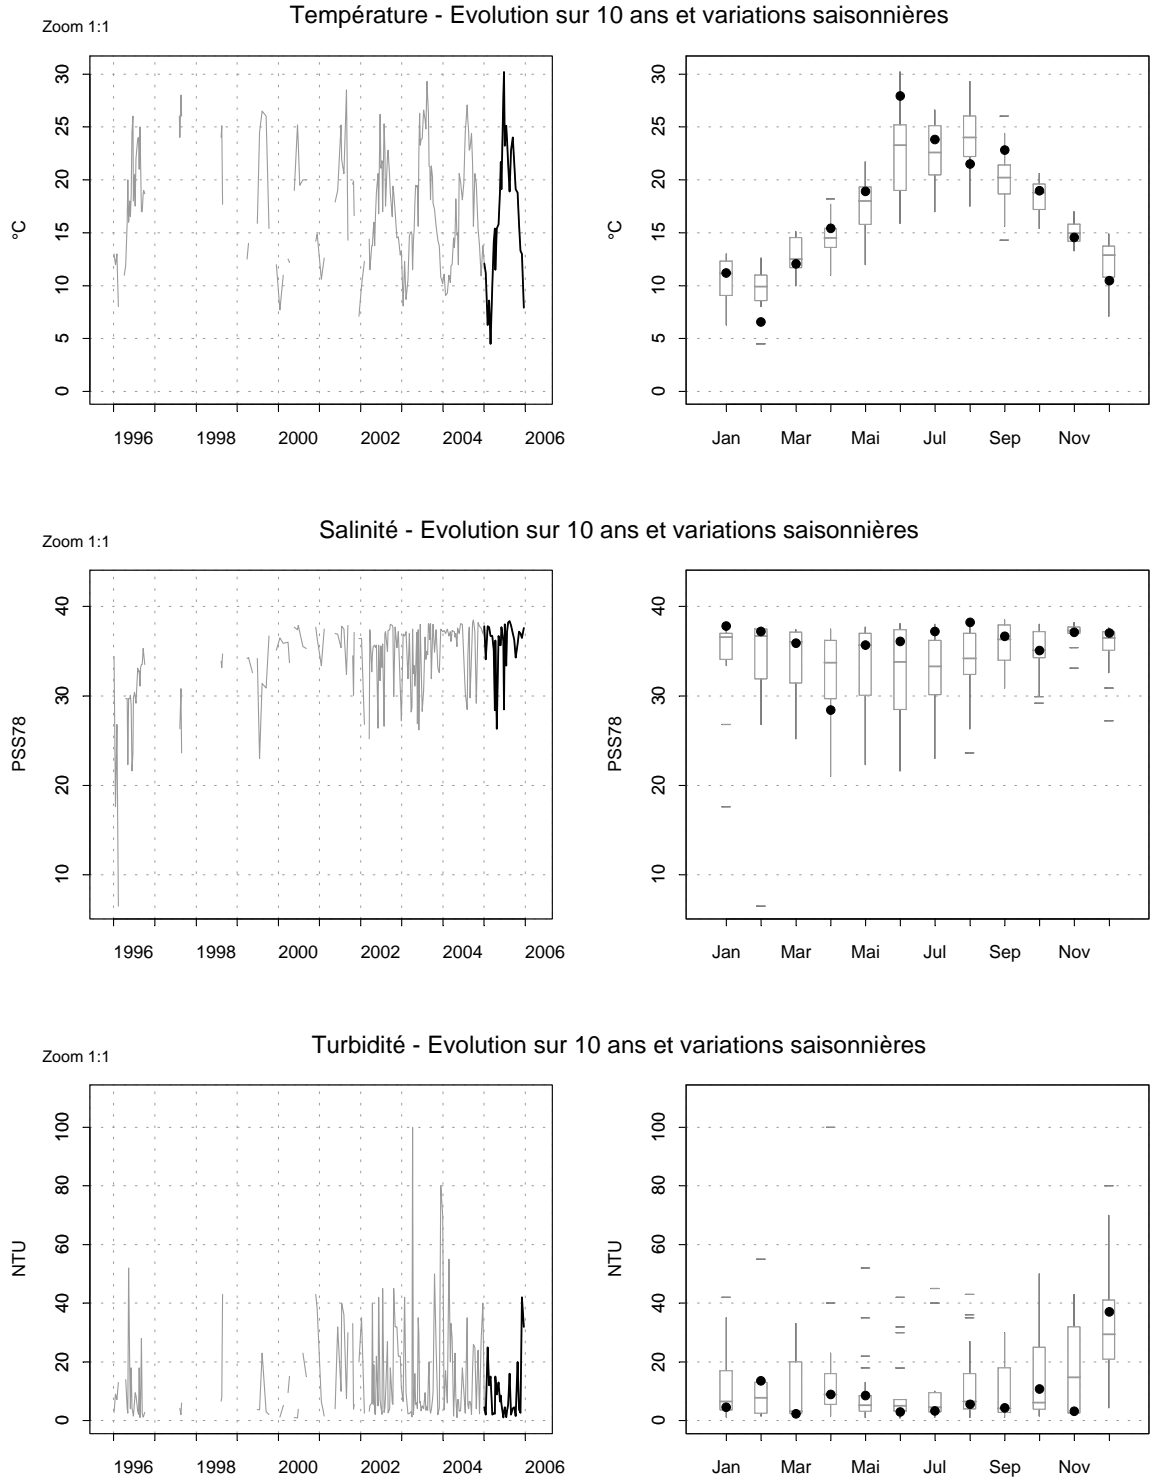 Température - Evolution sur 10 ans et variations saisonnières
Zoom 1:1
°C
0 5 10 15 20 25 30
1996 1998 2000 2002 2004 2006
°C
0 5 10 15 20 25 30
Jan Mar Mai Jul Sep Nov
Salinité - Evolution sur 10 ans et variations saisonnières
Zoom 1:1
PSS78
10 20 30 40
1996 1998 2000 2002 2004 2006
PSS78
10 20 30 40
Jan Mar Mai Jul Sep Nov
Turbidité - Evolution sur 10 ans et variations saisonnières
Zoom 1:1
NTU
0 20 40 60 80 100
1996 1998 2000 2002 2004 2006
NTU
0 20 40 60 80 100
Jan Mar Mai Jul Sep Nov